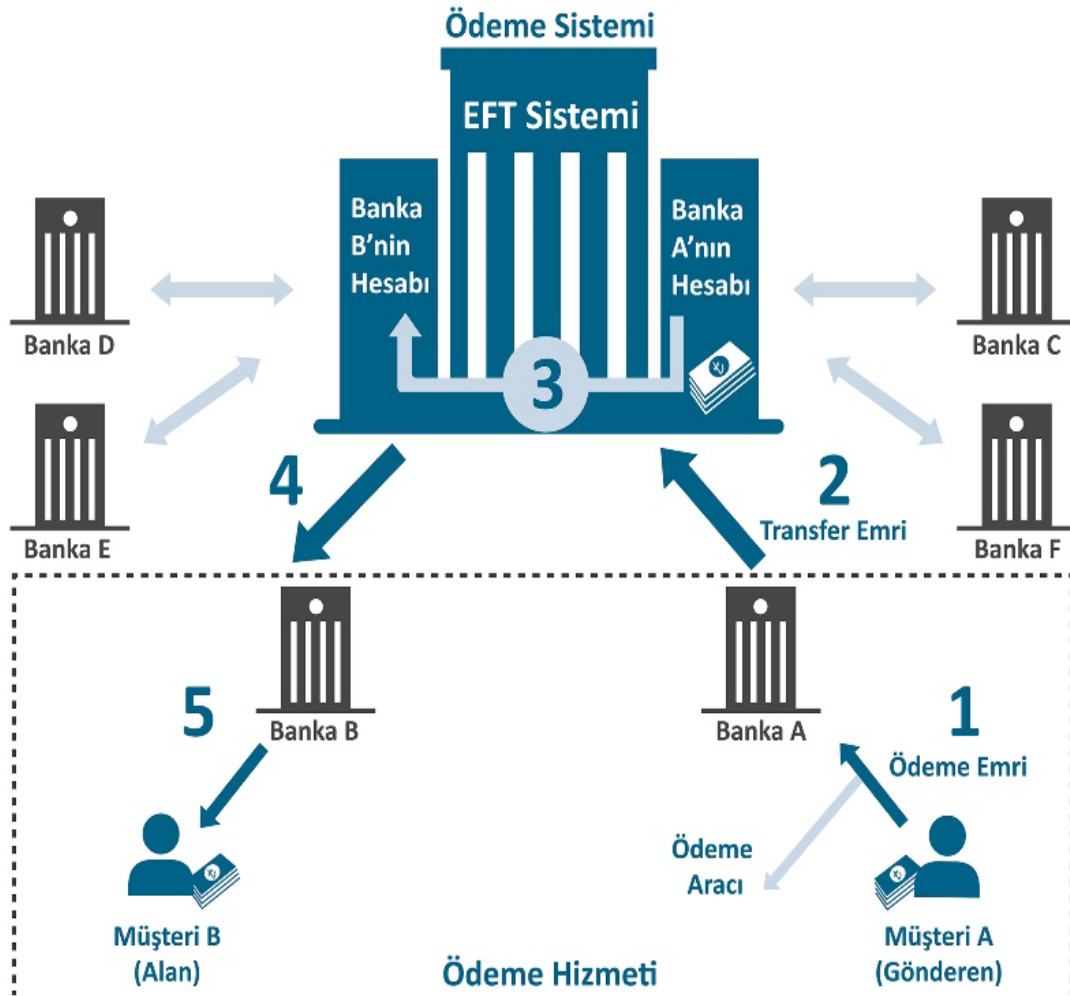 Ödeme Sistemi
EFT Sistemi
Banka
B'nin
Hesabı
Banka
A'nın
Hesabı
3
Banka D
Banka C
Banka E
Banka F
4
2
Transfer Emri
Banka B
Banka A
5
1
Ödeme Emri
Ödeme
Aracı
Müşteri B
(Alan)
Müşteri A
(Gönderen)
Ödeme Hizmeti